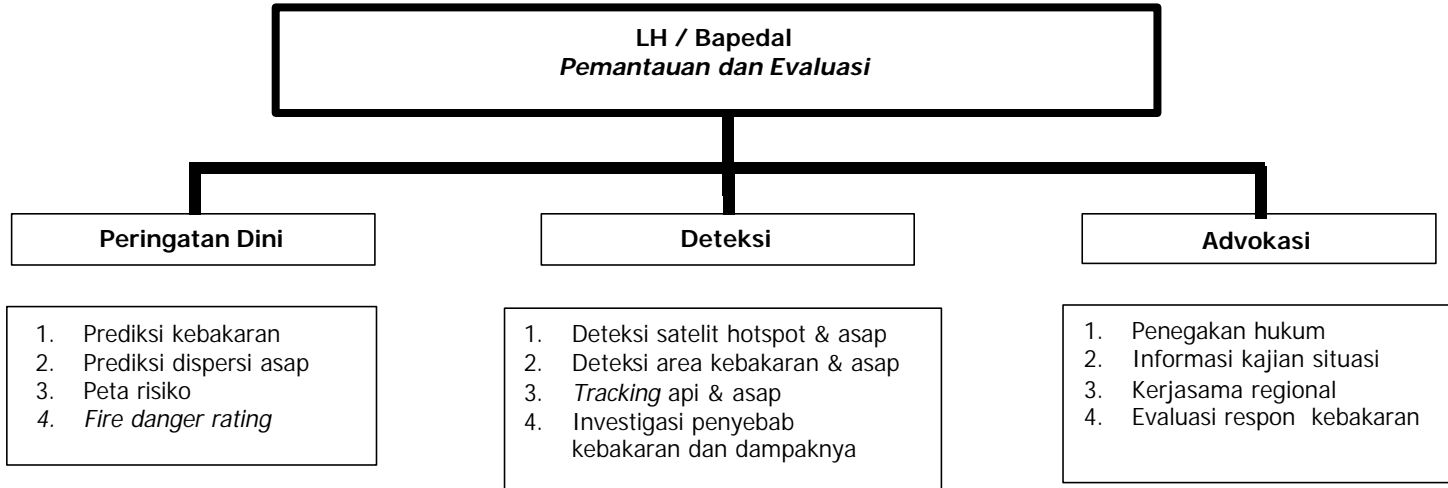 LH / Bapedal
Pemantauan dan Evaluasi
Peringatan Dini
1. Prediksi kebakaran
2. Prediksi dispersi asap
3. Peta risiko
4. Fire danger rating
Deteksi
1. Deteksi satelit hotspot & asap
2. Deteksi area kebakaran & asap
3. Tracking api & asap
4. Investigasi penyebab
kebakaran dan dampaknya
Advokasi
1. Penegakan hukum
2. Informasi kajian situasi
3. Kerjasama regional
4. Evaluasi respon kebakaran